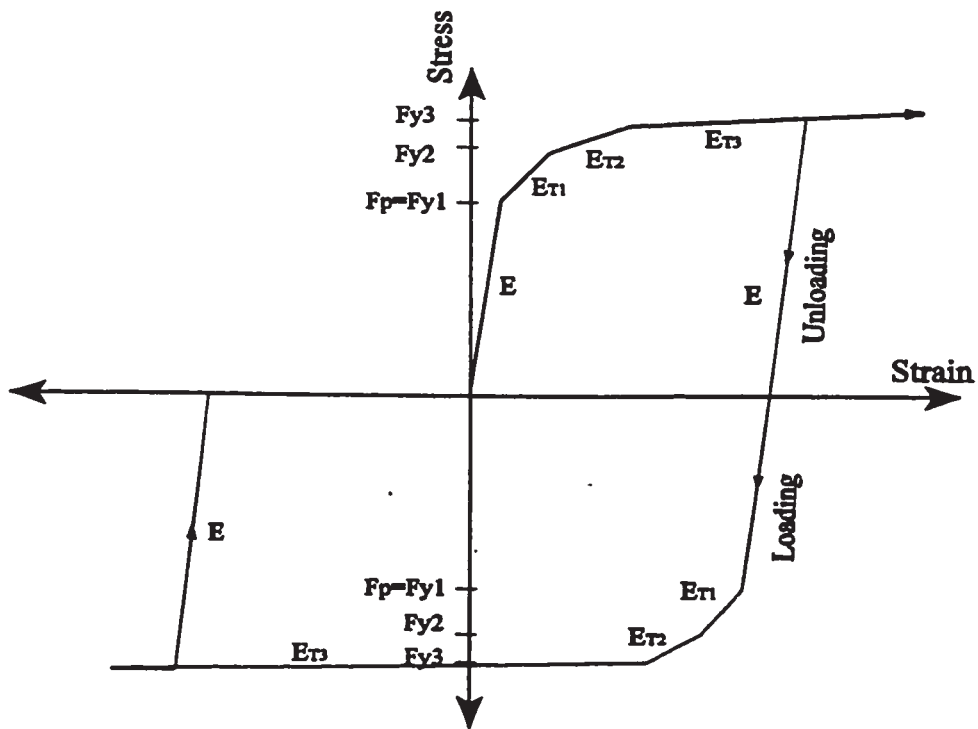 Stress
Fy3
Fy2
Fp=Fy1
ET1
ET2
ET3
E
E
Unloading
Strain
Loading
E
Fp=Fy1
Fy2
Fy3
ET1
ET2
ET3